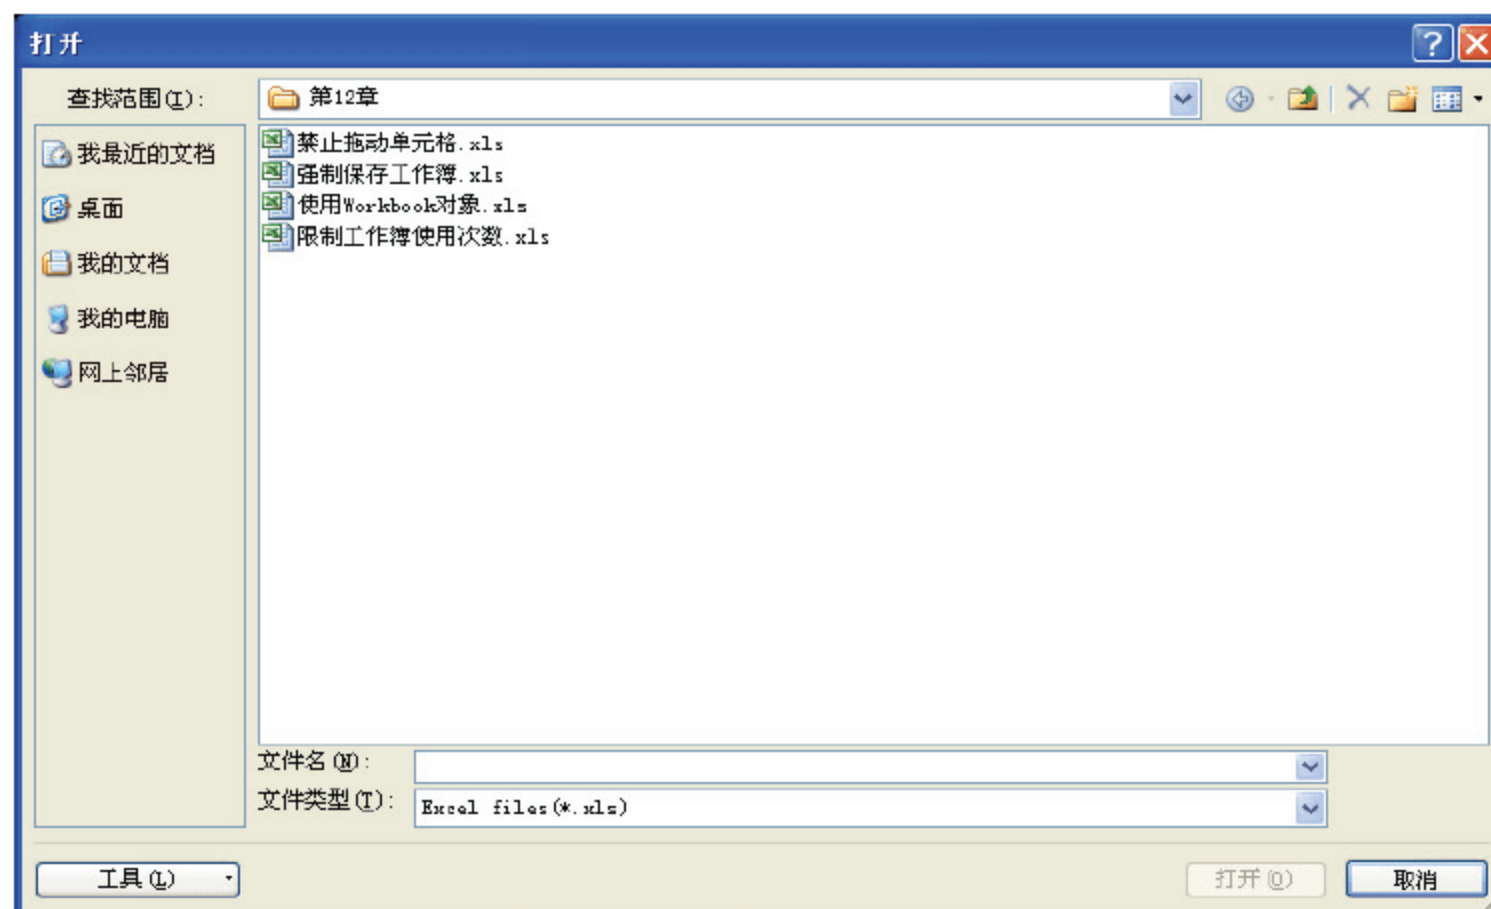 打开
查找范围(I):
第12章
我最近的文档
桌面
我的文档
我的电脑
网上邻居
禁止拖动单元格.xls
强制保存工作簿.xls
使用Workbook对象.xls
限制工作簿使用次数.xls
文件名(N):
文件类型(T):
Excel files(*.xls)
工具(L)
打开(O)
取消